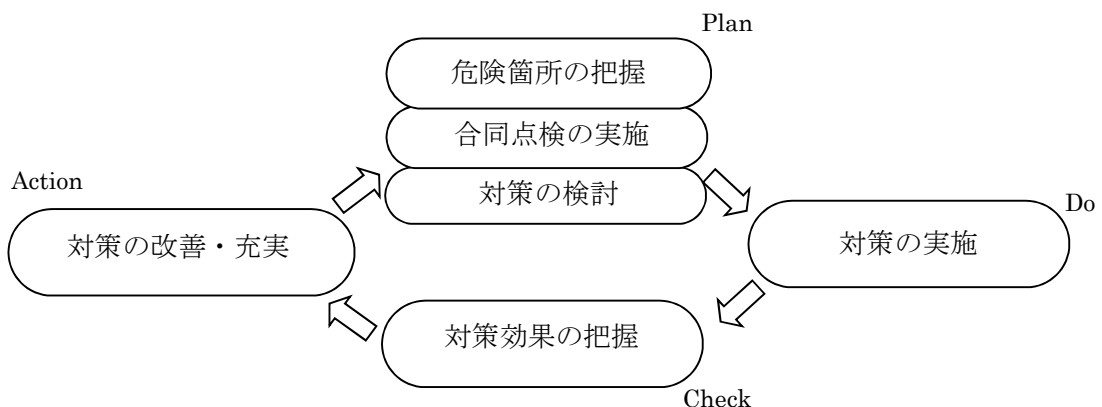 Plan
危険箇所の把握
合同点検の実施
対策の検討
Action
対策の改善・充実
Do
対策の実施
対策効果の把握
Check